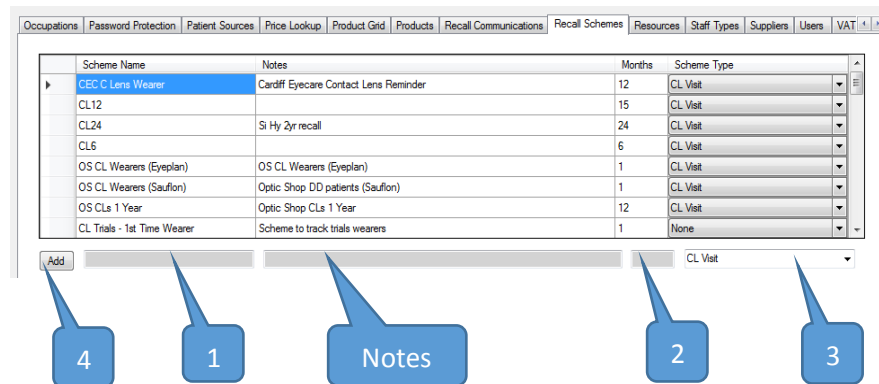 Occupations Password Protection Patient Sources Price Lookup Product Grid Products Recall Communications Recall Schemes Resources Staff Types Suppliers Users VAT
Scheme Name Notes Months Scheme Type
CEC C Lens Wearer Cardiff Eyecare Contact Lens Reminder 12 CL Visit
CL12 15 CL Visit
CL24 Si Hy 2yr recall 24 CL Visit
CL6 6 CL Visit
OS CL Wearers (Eyeplan) OS CL Wearers (Eyeplan) 1 CL Visit
OS CL Wearers (Sauflon) Optic Shop DD patients (Sauflon) 1 CL Visit
OS CLs 1 Year Optic Shop CLs 1 Year 12 CL Visit
CL Trials - 1st Time Wearer Scheme to track trials wearers 1 None
Add CL Visit
4 1 Notes 2 3